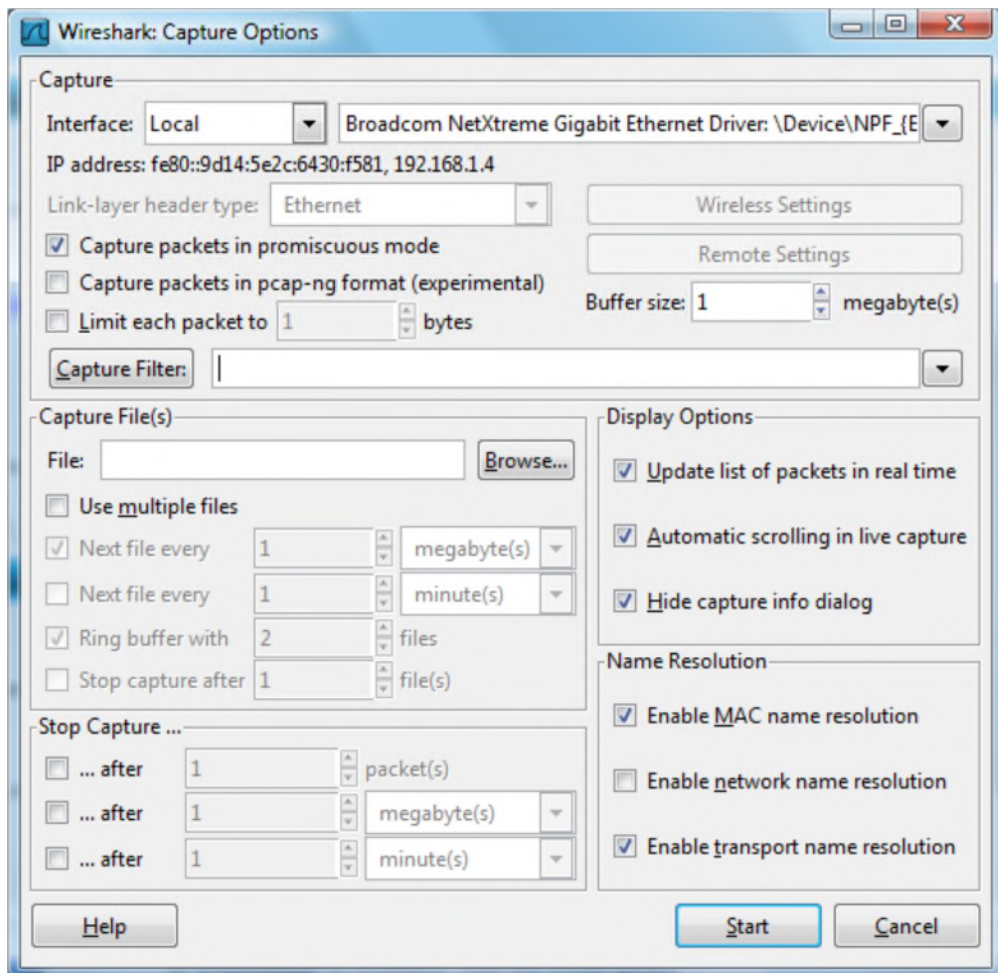 Wireshark: Capture Options
Capture
Interface: Local Broadcom NetXtreme Gigabit Ethernet Driver: \Device\NPF_{E
IP address: fe80::9d14:5e2c:6430:f581, 192.168.1.4
Link-layer header type: Ethernet Wireless Settings
Capture packets in promiscuous mode Remote Settings
Capture packets in pcap-ng format (experimental)
Buffer size: 1 megabyte(s)
Limit each packet to 1 bytes
Capture Filter:
Capture File(s)
File: Browse...
Use multiple files
Next file every 1 megabyte(s)
Next file every 1 minute(s)
Ring buffer with 2 files
Stop capture after 1 file(s)
Stop Capture ...
... after 1 packet(s)
... after 1 megabyte(s)
... after 1 minute(s)
Display Options
Update list of packets in real time
Automatic scrolling in live capture
Hide capture info dialog
Name Resolution
Enable MAC name resolution
Enable network name resolution
Enable transport name resolution
Help Start Cancel